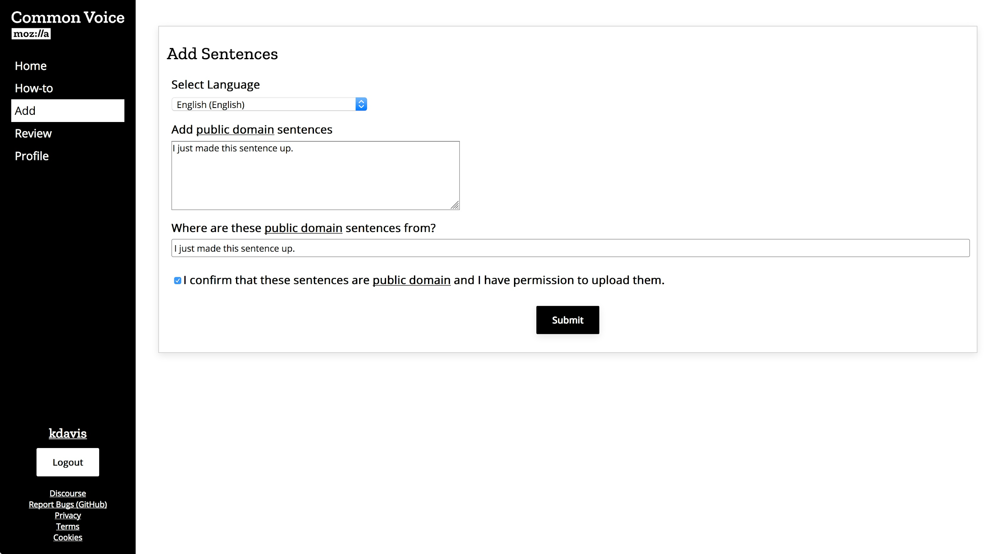 Common Voice
moz://a
Home
How-to
Add
Review
Profile
kdavis
Logout
Discourse
Report Bugs (GitHub)
Privacy
Terms
Cookies
Add Sentences
Select Language
English (English)
Add public domain sentences
I just made this sentence up.
Where are these public domain sentences from?
I just made this sentence up.
I confirm that these sentences are public domain and I have permission to upload them.
Submit